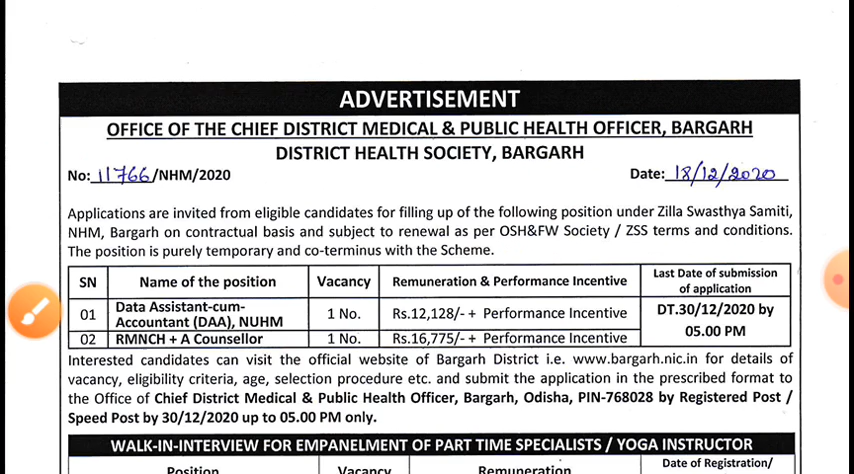 ADVERTISEMENT
OFFICE OF THE CHIEF DISTRICT MEDICAL & PUBLIC HEALTH OFFICER, BARGARH
DISTRICT HEALTH SOCIETY, BARGARH
No: 11766/NHM/2020 Date: 18/12/2020
Applications are invited from eligible candidates for filling up of the following position under Zilla Swasthya Samiti,
NHM, Bargarh on contractual basis and subject to renewal as per OSH&FW Society / ZSS terms and conditions.
The position is purely temporary and co-terminus with the Scheme.
SN Name of the position Vacancy Remuneration & Performance Incentive Last Date of submission of application
01 Data Assistant-cum-Accountant (DAA), NUHM 1 No. Rs.12,128/- + Performance Incentive DT.30/12/2020 by 05.00 PM
02 RMNCH + A Counsellor 1 No. Rs.16,775/- + Performance Incentive
Interested candidates can visit the official website of Bargarh District i.e. www.bargarh.nic.in for details of
vacancy, eligibility criteria, age, selection procedure etc. and submit the application in the prescribed format to
the Office of Chief District Medical & Public Health Officer, Bargarh, Odisha, PIN-768028 by Registered Post /
Speed Post by 30/12/2020 up to 05.00 PM only.
WALK-IN-INTERVIEW FOR EMPANELMENT OF PART TIME SPECIALISTS / YOGA INSTRUCTOR
Position Vacancy Remuneration Date of Registration/